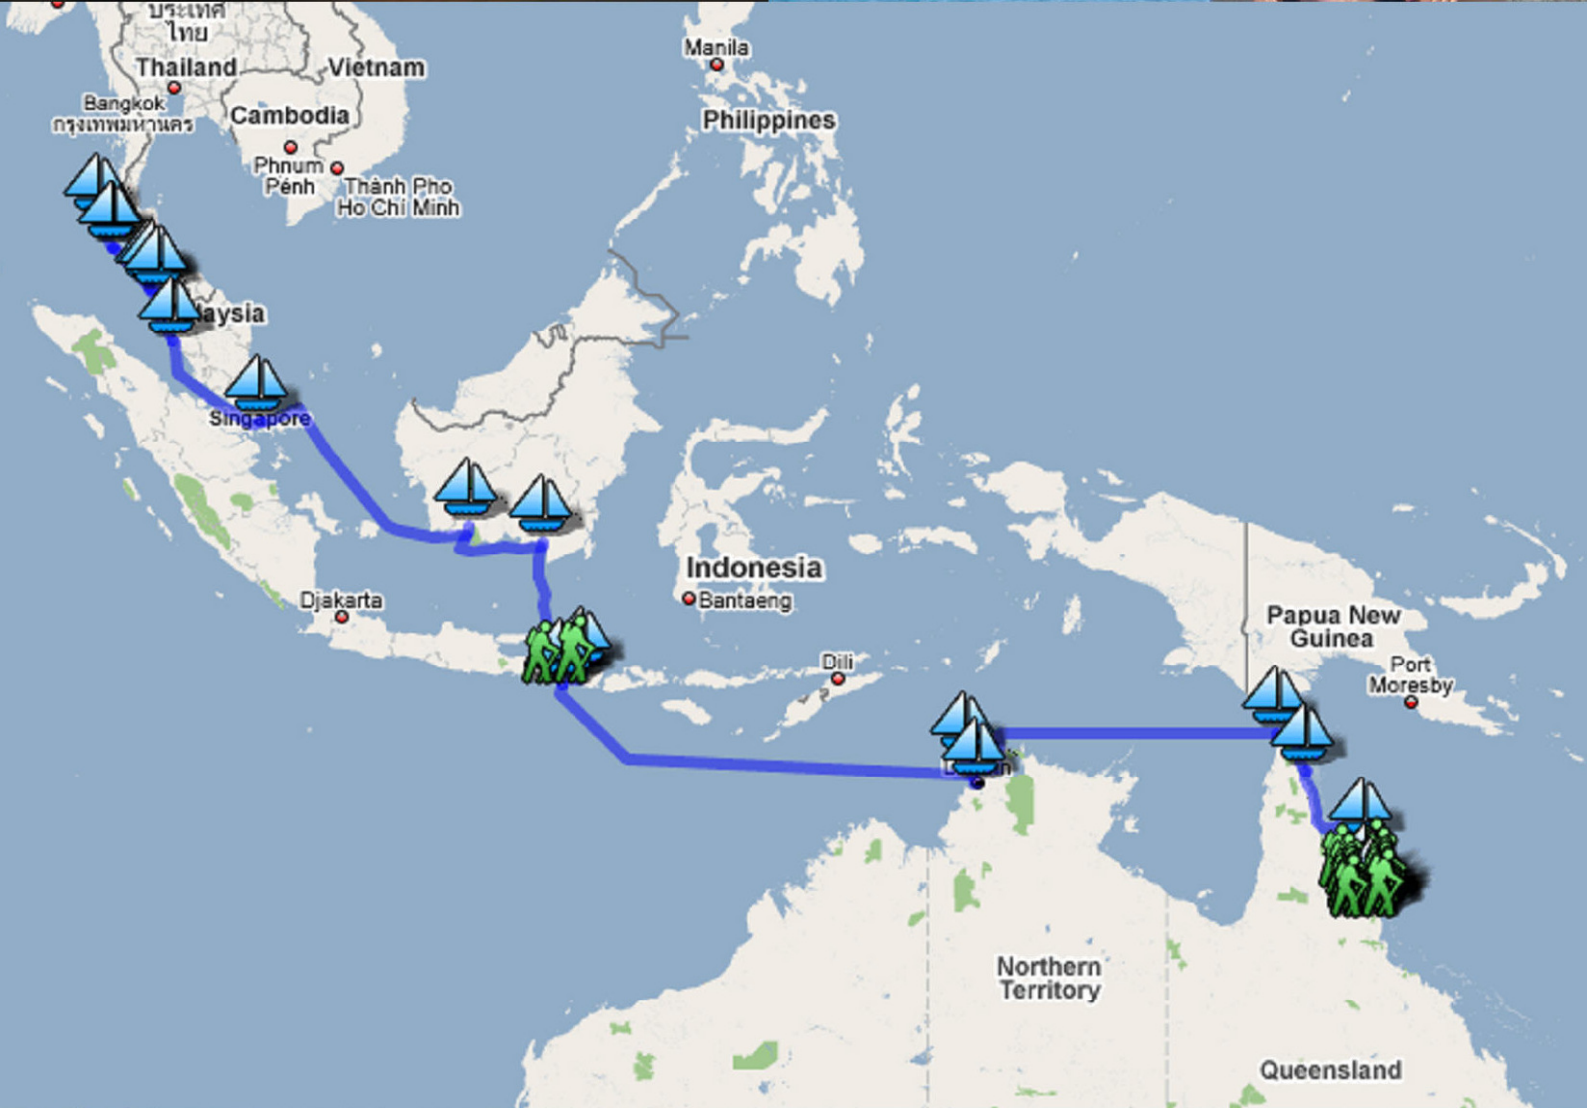 ประเทศ
ไทย
Thailand
Vietnam
Bangkok
กรุงเทพมหานคร
Cambodia
Phnum
Pénh
Thành Pho
Ho Chi Minh
Manila
Philippines
aysia
Singapore
Djakarta
Indonesia
Bantaeng
Dili
Papua New
Guinea
Port
Moresby
Northern
Territory
Queensland